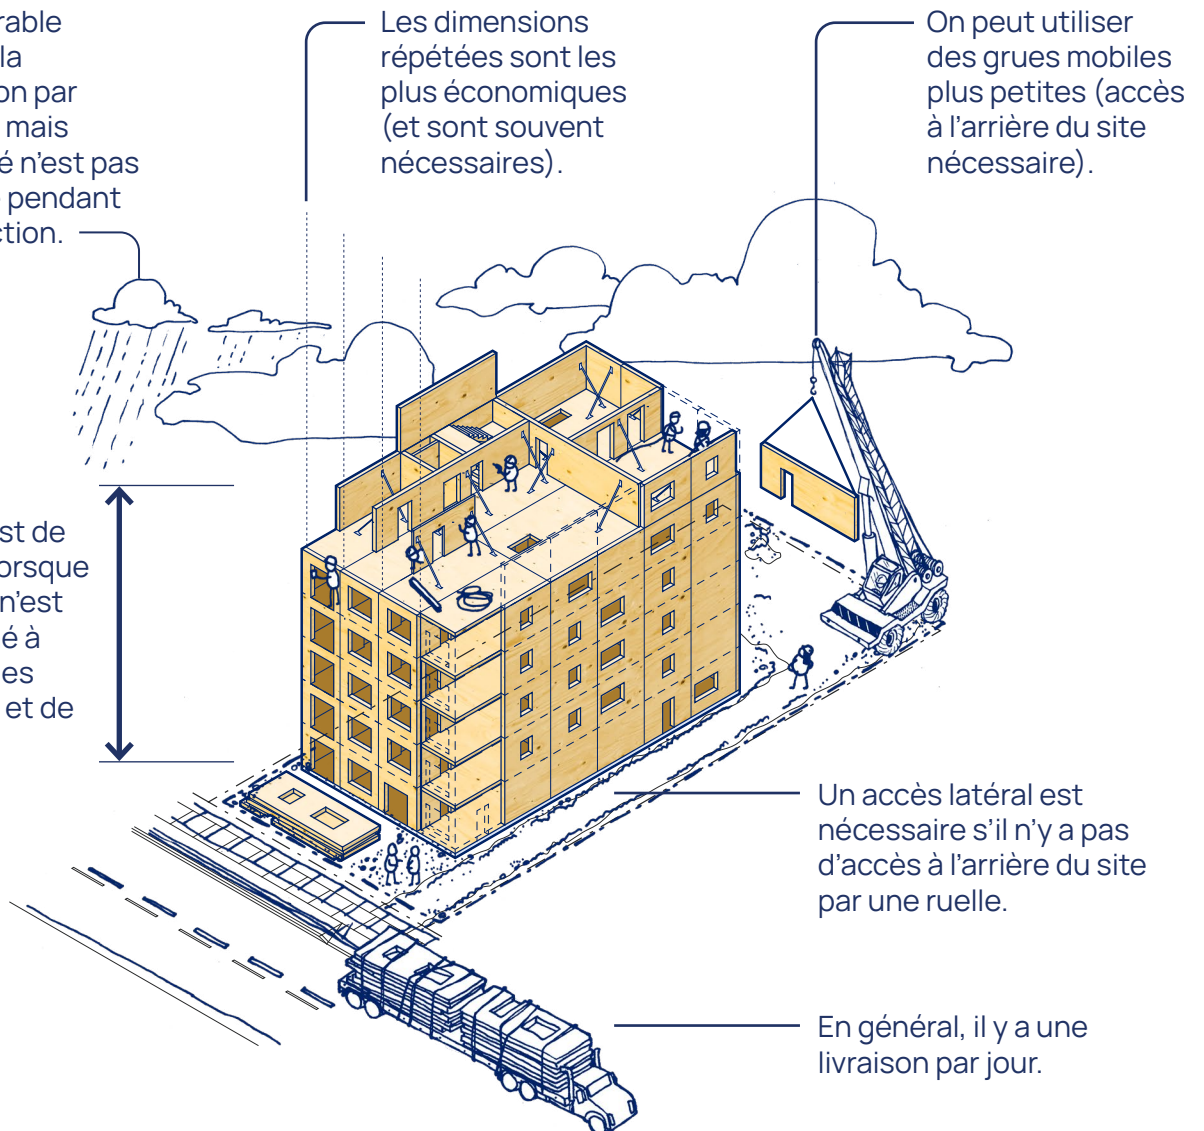 rable
la
on par
mais
é n'est pas
pendant
ction.
Les dimensions
répétées sont les
plus économiques
(et sont souvent
nécessaires).
On peut utiliser
des grues mobiles
plus petites (accès
à l'arrière du site
nécessaire).
st de
orsque
n'est
é à
es
et de
Un accès latéral est
nécessaire s'il n'y a pas
d'accès à l'arrière du site
par une ruelle.
En général, il y a une
livraison par jour.